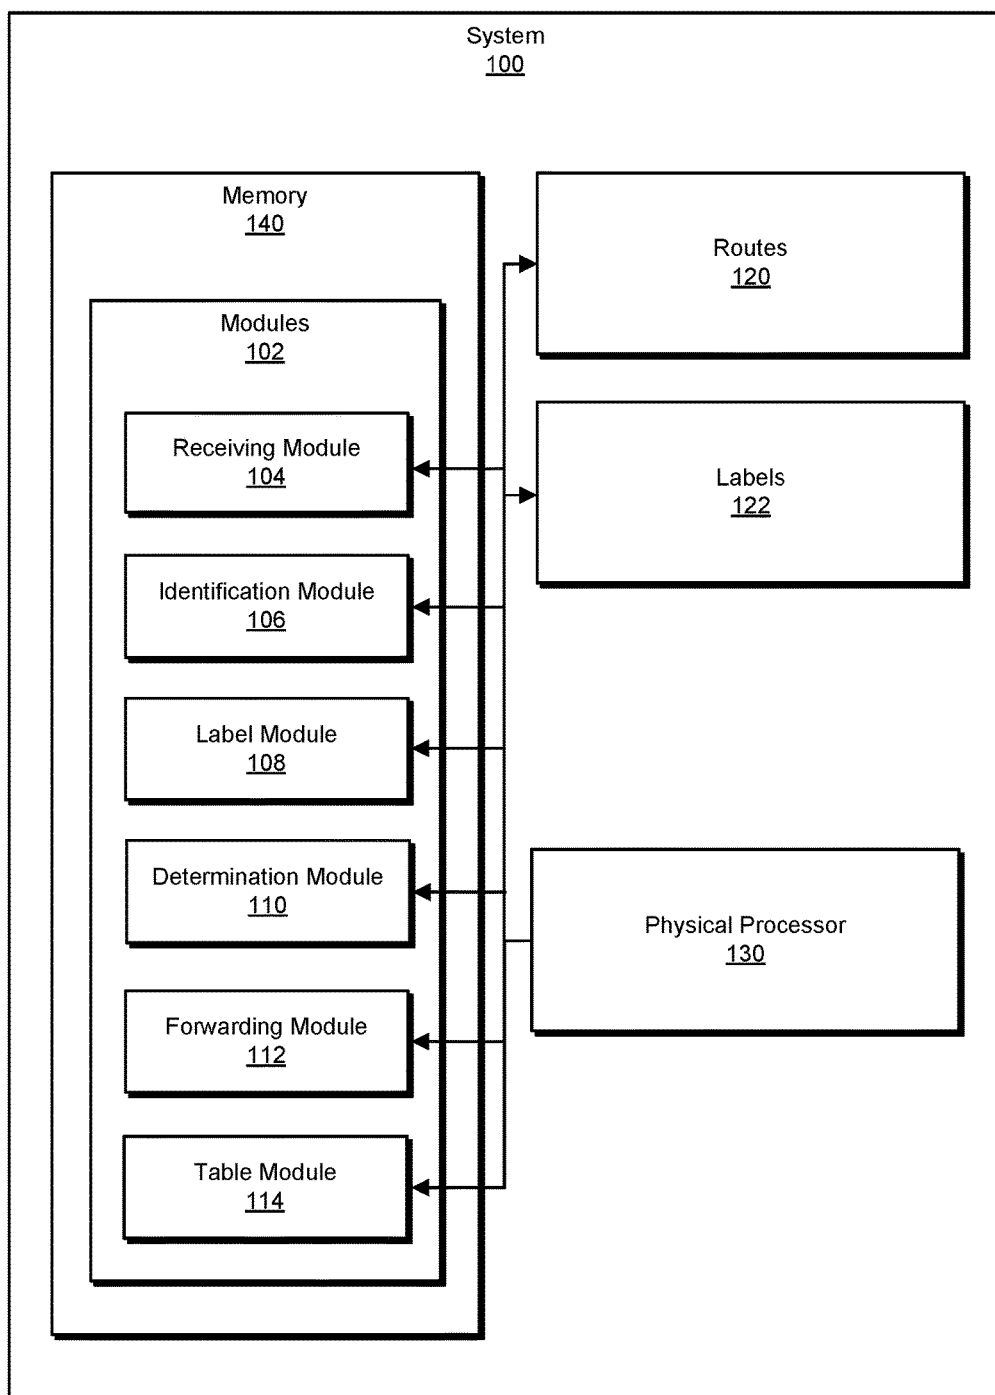 System
100
Memory
140
Modules
102
Receiving Module
104
Identification Module
106
Label Module
108
Determination Module
110
Forwarding Module
112
Table Module
114
Routes
120
Labels
122
Physical Processor
130